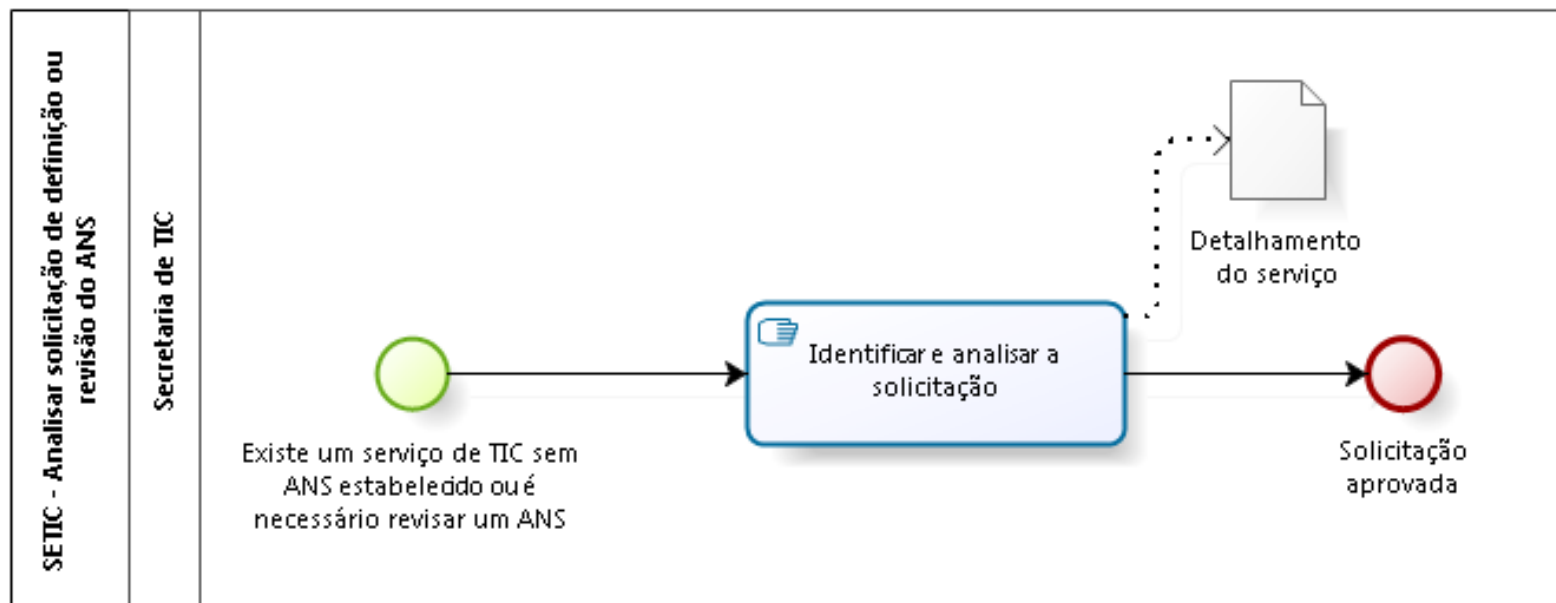 SETIC - Analisar solicitação de definição ou
revisão do ANS
Secretaria de TIC
Existe um serviço de TIC sem
ANS estabelecido ou é
necessário revisar um ANS
Identificar e analisar a
solicitação
Detalhamento
do serviço
Solicitação
aprovada